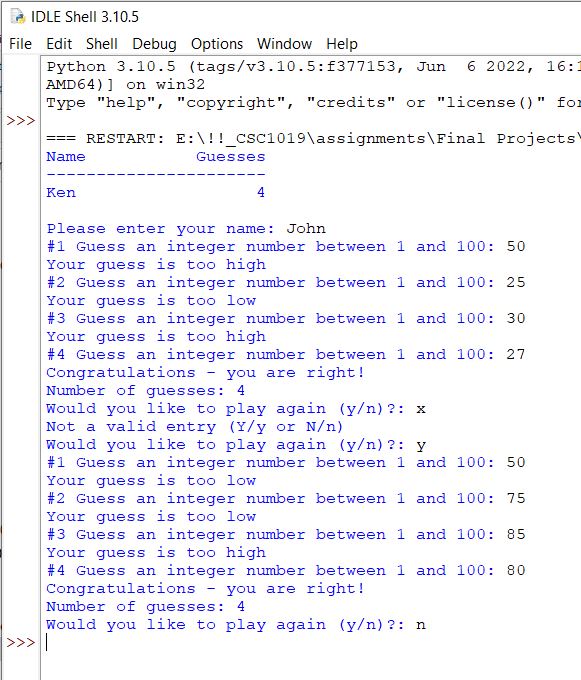 IDLE Shell 3.10.5
File Edit Shell Debug Options Window Help
Python 3.10.5 (tags/v3.10.5:f377153, Jun  6 2022, 16:1
AMD64)] on win32
Type "help", "copyright", "credits" or "license()" for
>>>
=== RESTART: E:\!!_CSC1019\assignments\Final Projects\
Name           Guesses
----------------------
Ken                  4
Please enter your name: John
#1 Guess an integer number between 1 and 100: 50
Your guess is too high
#2 Guess an integer number between 1 and 100: 25
Your guess is too low
#3 Guess an integer number between 1 and 100: 30
Your guess is too high
#4 Guess an integer number between 1 and 100: 27
Congratulations - you are right!
Number of guesses: 4
Would you like to play again (y/n)?: x
Not a valid entry (Y/y or N/n)
Would you like to play again (y/n)?: y
#1 Guess an integer number between 1 and 100: 50
Your guess is too low
#2 Guess an integer number between 1 and 100: 75
Your guess is too low
#3 Guess an integer number between 1 and 100: 85
Your guess is too high
#4 Guess an integer number between 1 and 100: 80
Congratulations - you are right!
Number of guesses: 4
Would you like to play again (y/n)?: n
>>>